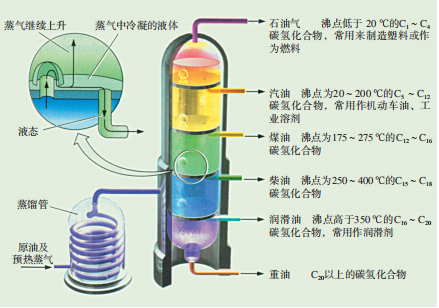 蒸气继续上升
蒸气中冷凝的液体
液态
蒸馏管
原油及
预热蒸气
石油气 沸点低于 20 ℃的C₁~C₄
碳氢化合物，常用来制造塑料或作
为燃料
汽油 沸点为20~200℃的C₅~C₁₂
碳氢化合物，常用作机动车油、工
业溶剂
煤油 沸点为175~275℃的C₁₂~C₁₆
碳氢化合物
柴油 沸点为250~400℃的C₁₅~C₁₈
碳氢化合物
润滑油 沸点高于350℃的C₁₆~C₂₀
碳氢化合物，常用作润滑剂
重油 C₂₀以上的碳氢化合物